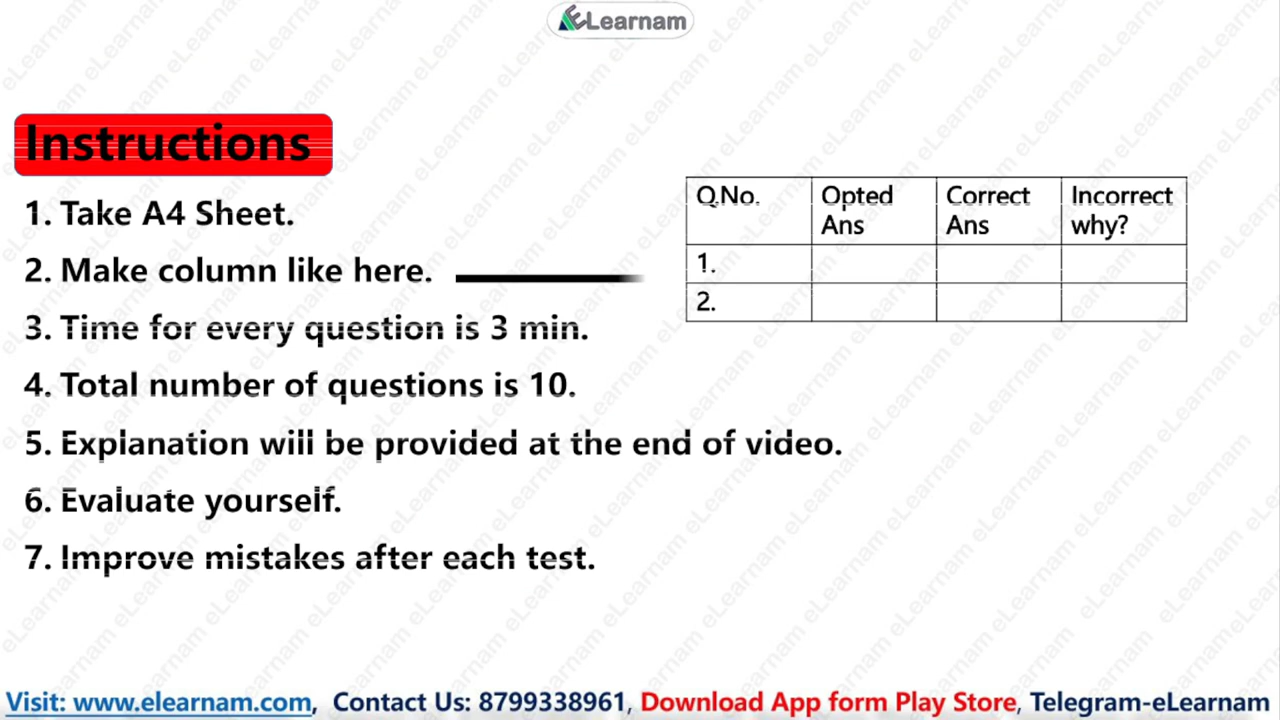 ELearnam
Instructions
1. Take A4 Sheet.
2. Make column like here.
3. Time for every question is 3 min.
4. Total number of questions is 10.
5. Explanation will be provided at the end of video.
6. Evaluate yourself.
7. Improve mistakes after each test.
Q.No. Opted Ans Correct Ans Incorrect why?
1.
2.
Visit: www.elearnam.com, Contact Us: 8799338961, Download App form Play Store, Telegram-eLearnam